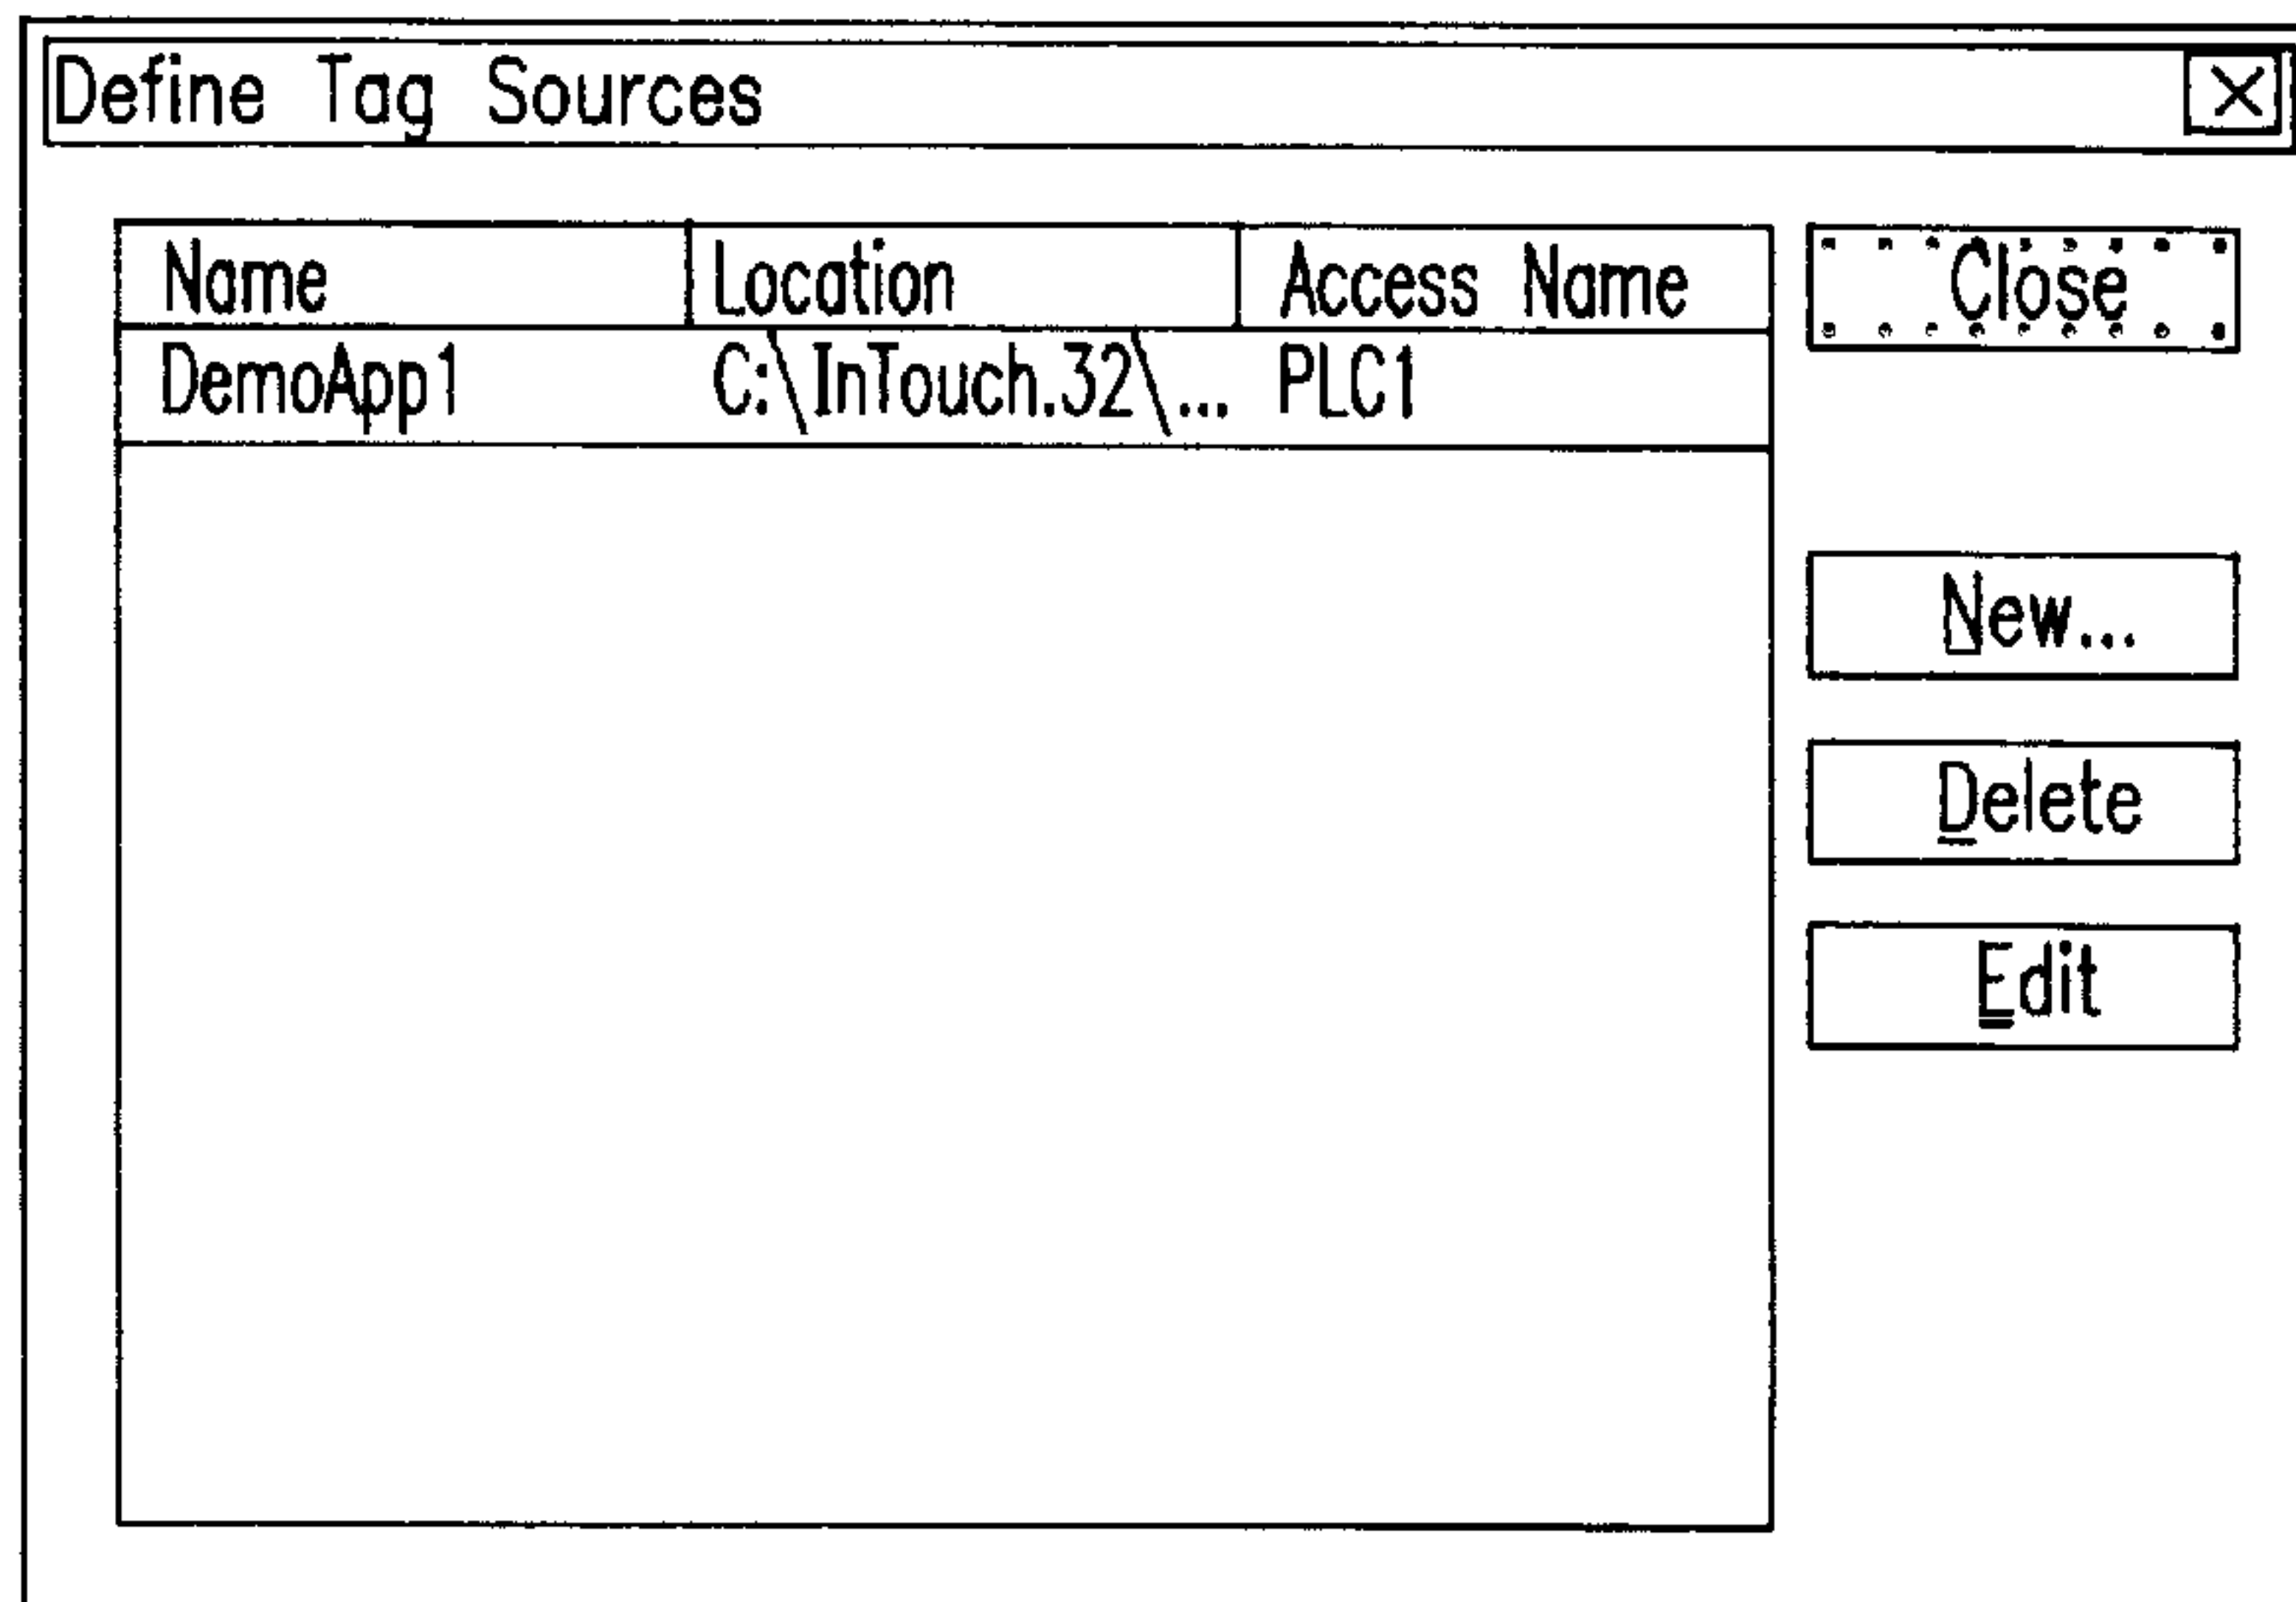 Define Tag Sources
Name Location Access Name
DemoApp1 C:\InTouch.32\... PLC1
Close
New...
Delete
Edit